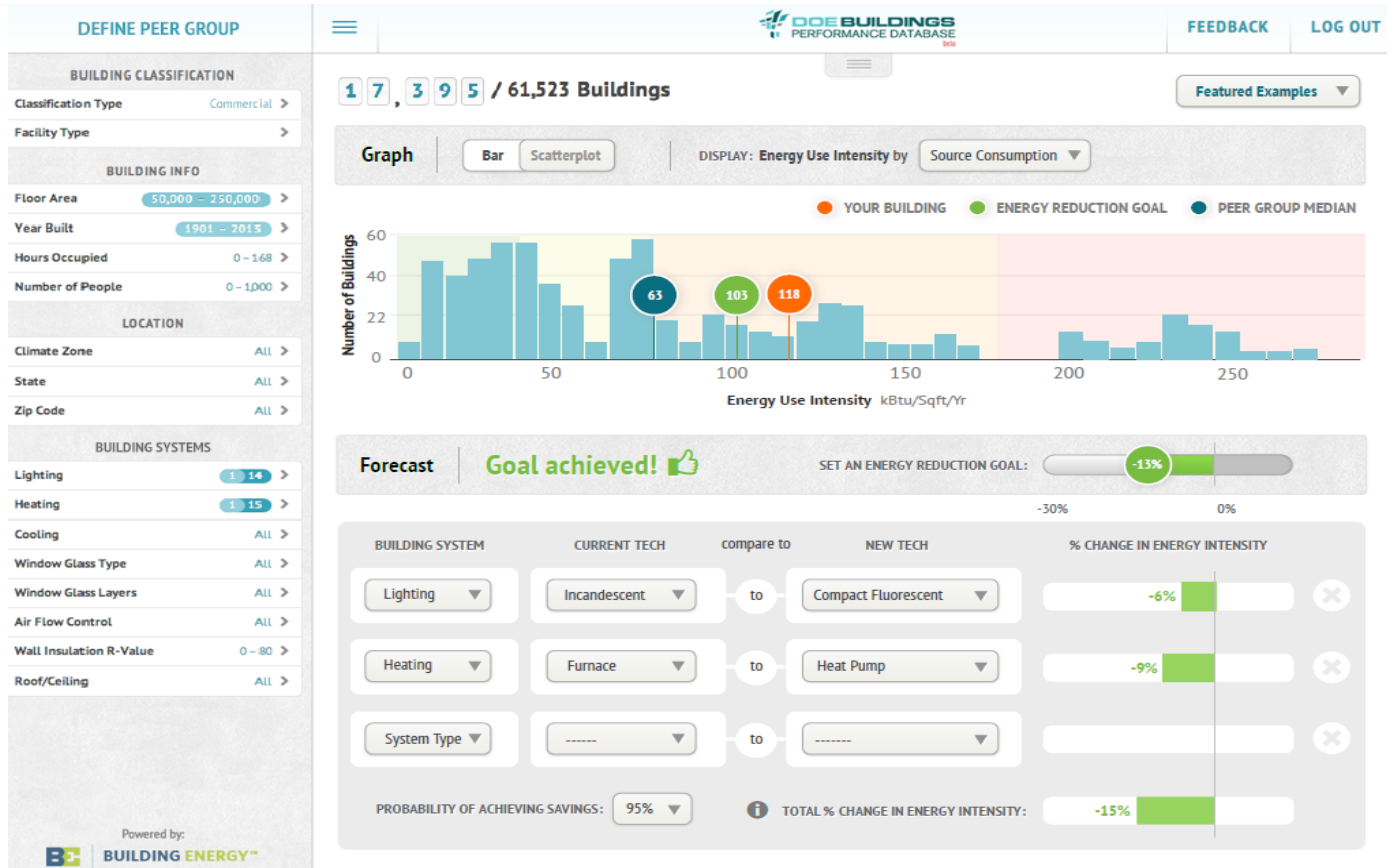 DEFINE PEER GROUP
DOE BUILDINGS
PERFORMANCE DATABASE
beta
FEEDBACK
LOG OUT
BUILDING CLASSIFICATION
Classification Type Commercial >
Facility Type >
BUILDING INFO
Floor Area 50,000 – 250,000 >
Year Built 1901 – 2013 >
Hours Occupied 0 – 168 >
Number of People 0 – 1,000 >
LOCATION
Climate Zone All >
State All >
Zip Code All >
BUILDING SYSTEMS
Lighting 1 14 >
Heating 1 15 >
Cooling All >
Window Glass Type All >
Window Glass Layers All >
Air Flow Control All >
Wall Insulation R-Value 0 – 80 >
Roof/Ceiling All >
Powered by:
BE BUILDING ENERGY™
17,395 / 61,523 Buildings
Featured Examples
Graph Bar Scatterplot DISPLAY: Energy Use Intensity by Source Consumption
YOUR BUILDING ENERGY REDUCTION GOAL PEER GROUP MEDIAN
Number of Buildings
60
40
22
0
63 103 118
0 50 100 150 200 250
Energy Use Intensity kBtu/Sqft/Yr
Forecast Goal achieved! SET AN ENERGY REDUCTION GOAL: -13%
-30% 0%
BUILDING SYSTEM CURRENT TECH compare to NEW TECH % CHANGE IN ENERGY INTENSITY
Lighting Incandescent to Compact Fluorescent -6%
Heating Furnace to Heat Pump -9%
System Type ------ to -------
PROBABILITY OF ACHIEVING SAVINGS: 95% i TOTAL % CHANGE IN ENERGY INTENSITY: -15%